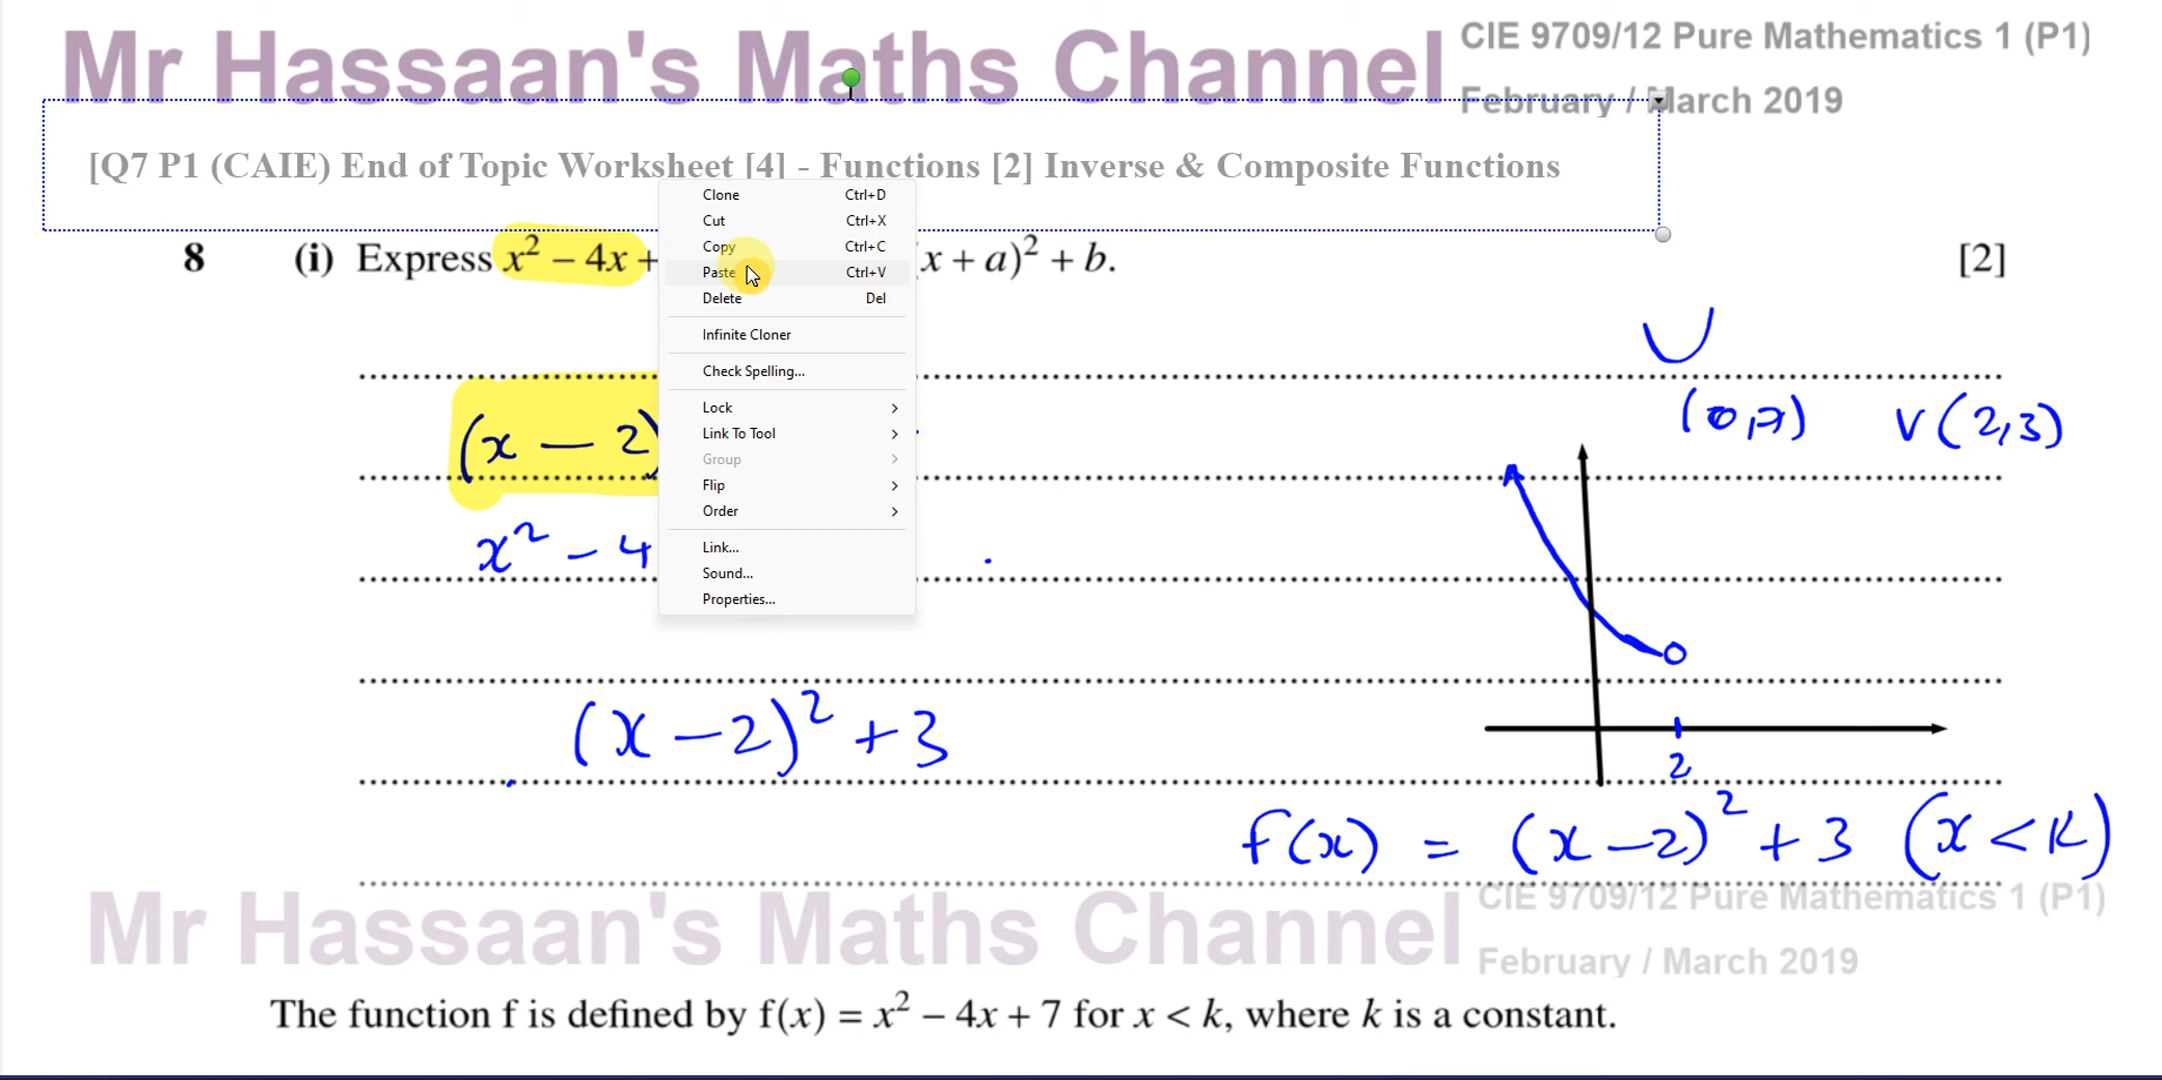 Mr Hassaan's Maths Channel
CIE 9709/12 Pure Mathematics 1 (P1)
February / March 2019
[Q7 P1 (CAIE) End of Topic Worksheet [4] - Functions [2] Inverse & Composite Functions
8 (i) Express x² − 4x + x + a)² + b. [2]
Clone Ctrl+D
Cut Ctrl+X
Copy Ctrl+C
Paste Ctrl+V
Delete Del
Infinite Cloner
Check Spelling...
Lock
Link To Tool
Group
Flip
Order
Link...
Sound...
Properties...
(x − 2)
x² − 4
(x − 2)² + 3
(0,7) V(2,3)
2
f(x) = (x − 2)² + 3 (x < k)
Mr Hassaan's Maths Channel
CIE 9709/12 Pure Mathematics 1 (P1)
February / March 2019
The function f is defined by f(x) = x² − 4x + 7 for x < k, where k is a constant.